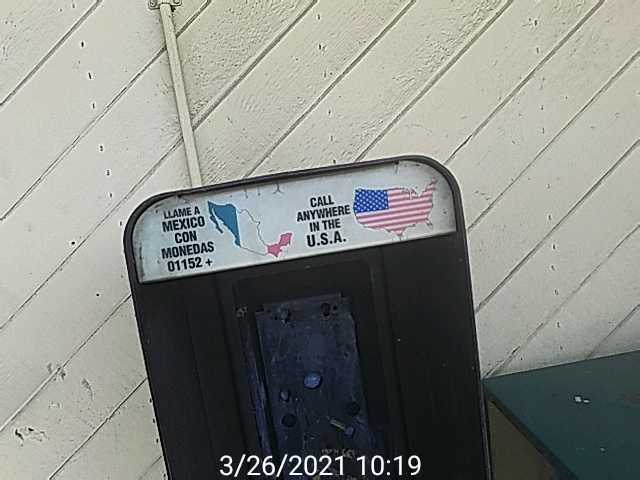 LLAME A
MEXICO
CON
MONEDAS
01152 +
CALL
ANYWHERE
IN THE
U.S.A.
3/26/2021 10:19